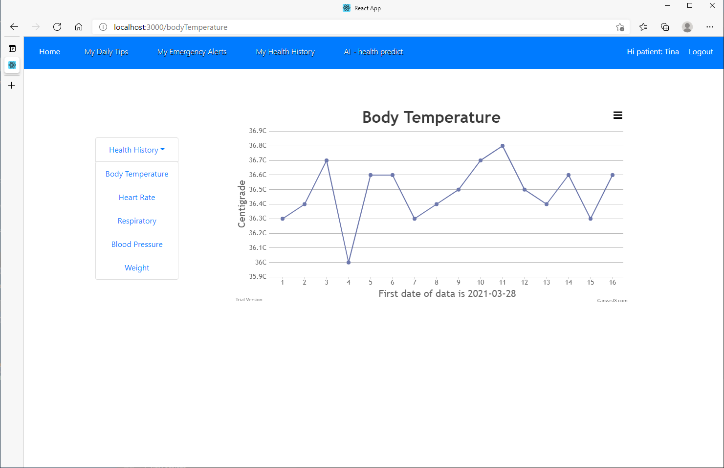 React App
localhost:3000/bodyTemperature
Home My Daily Tips My Emergency Alerts My Health History AI - health predict Hi patient: Tina Logout
Body Temperature
Health History
Body Temperature
Heart Rate
Respiratory
Blood Pressure
Weight
Centigrade
36.9C
36.8C
36.7C
36.6C
36.5C
36.4C
36.3C
36.2C
36.1C
36C
35.9C
1 2 3 4 5 6 7 8 9 10 11 12 13 14 15 16
First date of data is 2021-03-28